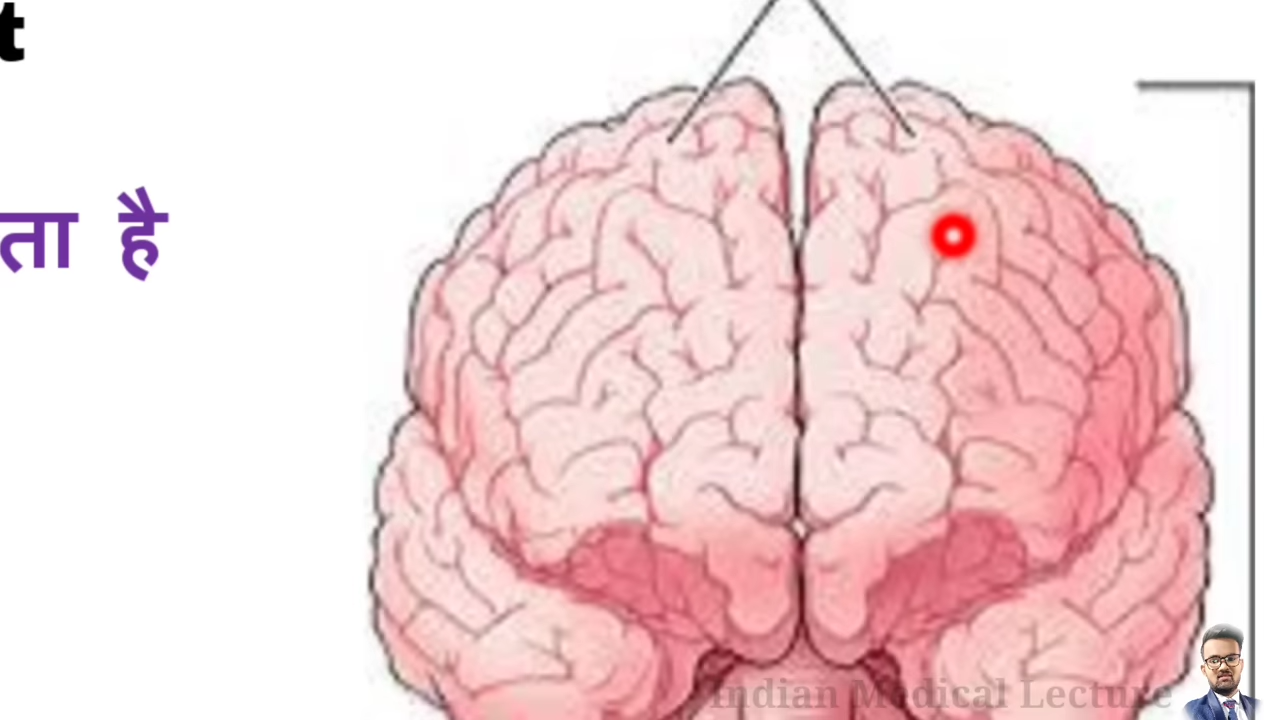 t
ता है
Indian Medical Lecture